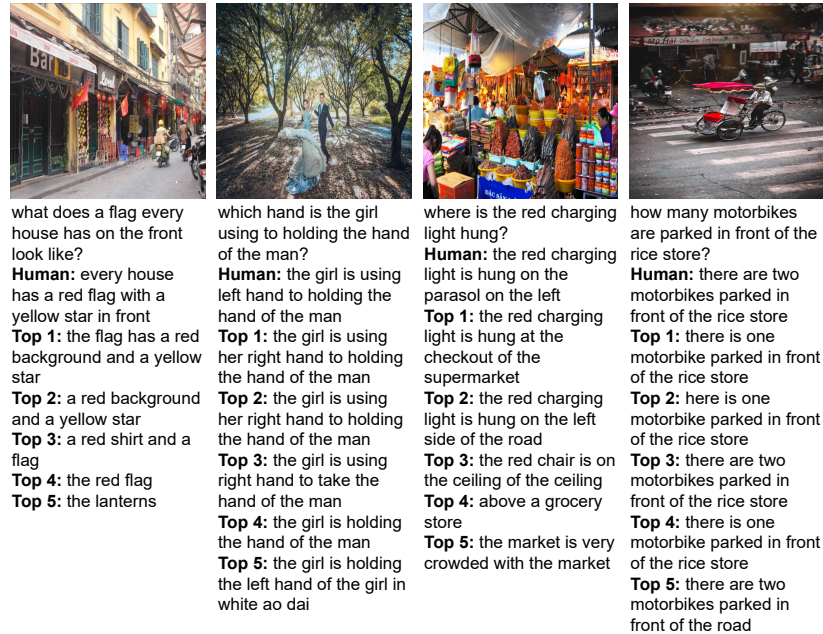 Bar
what does a flag every
house has on the front
look like?
Human: every house
has a red flag with a
yellow star in front
Top 1: the flag has a red
background and a yellow
star
Top 2: a red background
and a yellow star
Top 3: a red shirt and a
flag
Top 4: the red flag
Top 5: the lanterns
which hand is the girl
using to holding the hand
of the man?
Human: the girl is using
left hand to holding the
hand of the man
Top 1: the girl is using
her right hand to holding
the hand of the man
Top 2: the girl is using
her right hand to holding
the hand of the man
Top 3: the girl is using
right hand to take the
hand of the man
Top 4: the girl is holding
the hand of the man
Top 5: the girl is holding
the left hand of the girl in
white ao dai
where is the red charging
light hung?
Human: the red charging
light is hung on the
parasol on the left
Top 1: the red charging
light is hung at the
checkout of the
supermarket
Top 2: the red charging
light is hung on the left
side of the road
Top 3: the red chair is on
the ceiling of the ceiling
Top 4: above a grocery
store
Top 5: the market is very
crowded with the market
how many motorbikes
are parked in front of the
rice store?
Human: there are two
motorbikes parked in
front of the rice store
Top 1: there is one
motorbike parked in front
of the rice store
Top 2: here is one
motorbike parked in front
of the rice store
Top 3: there are two
motorbikes parked in
front of the rice store
Top 4: there is one
motorbike parked in front
of the rice store
Top 5: there are two
motorbikes parked in
front of the road